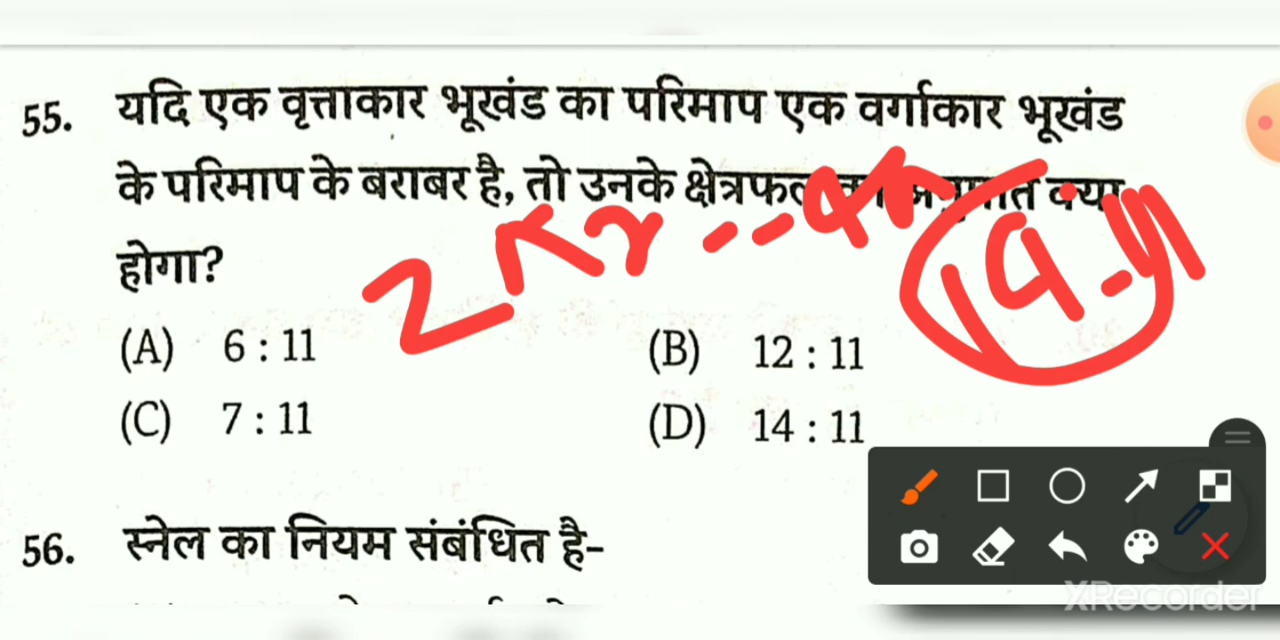 55. यदि एक वृत्ताकार भूखंड का परिमाप एक वर्गाकार भूखंड
के परिमाप के बराबर है, तो उनके क्षेत्रफल का अनुपात क्या
होगा?
(A) 6 : 11 (B) 12 : 11
(C) 7 : 11 (D) 14 : 11
56. स्नेल का नियम संबंधित है-
XRecorder